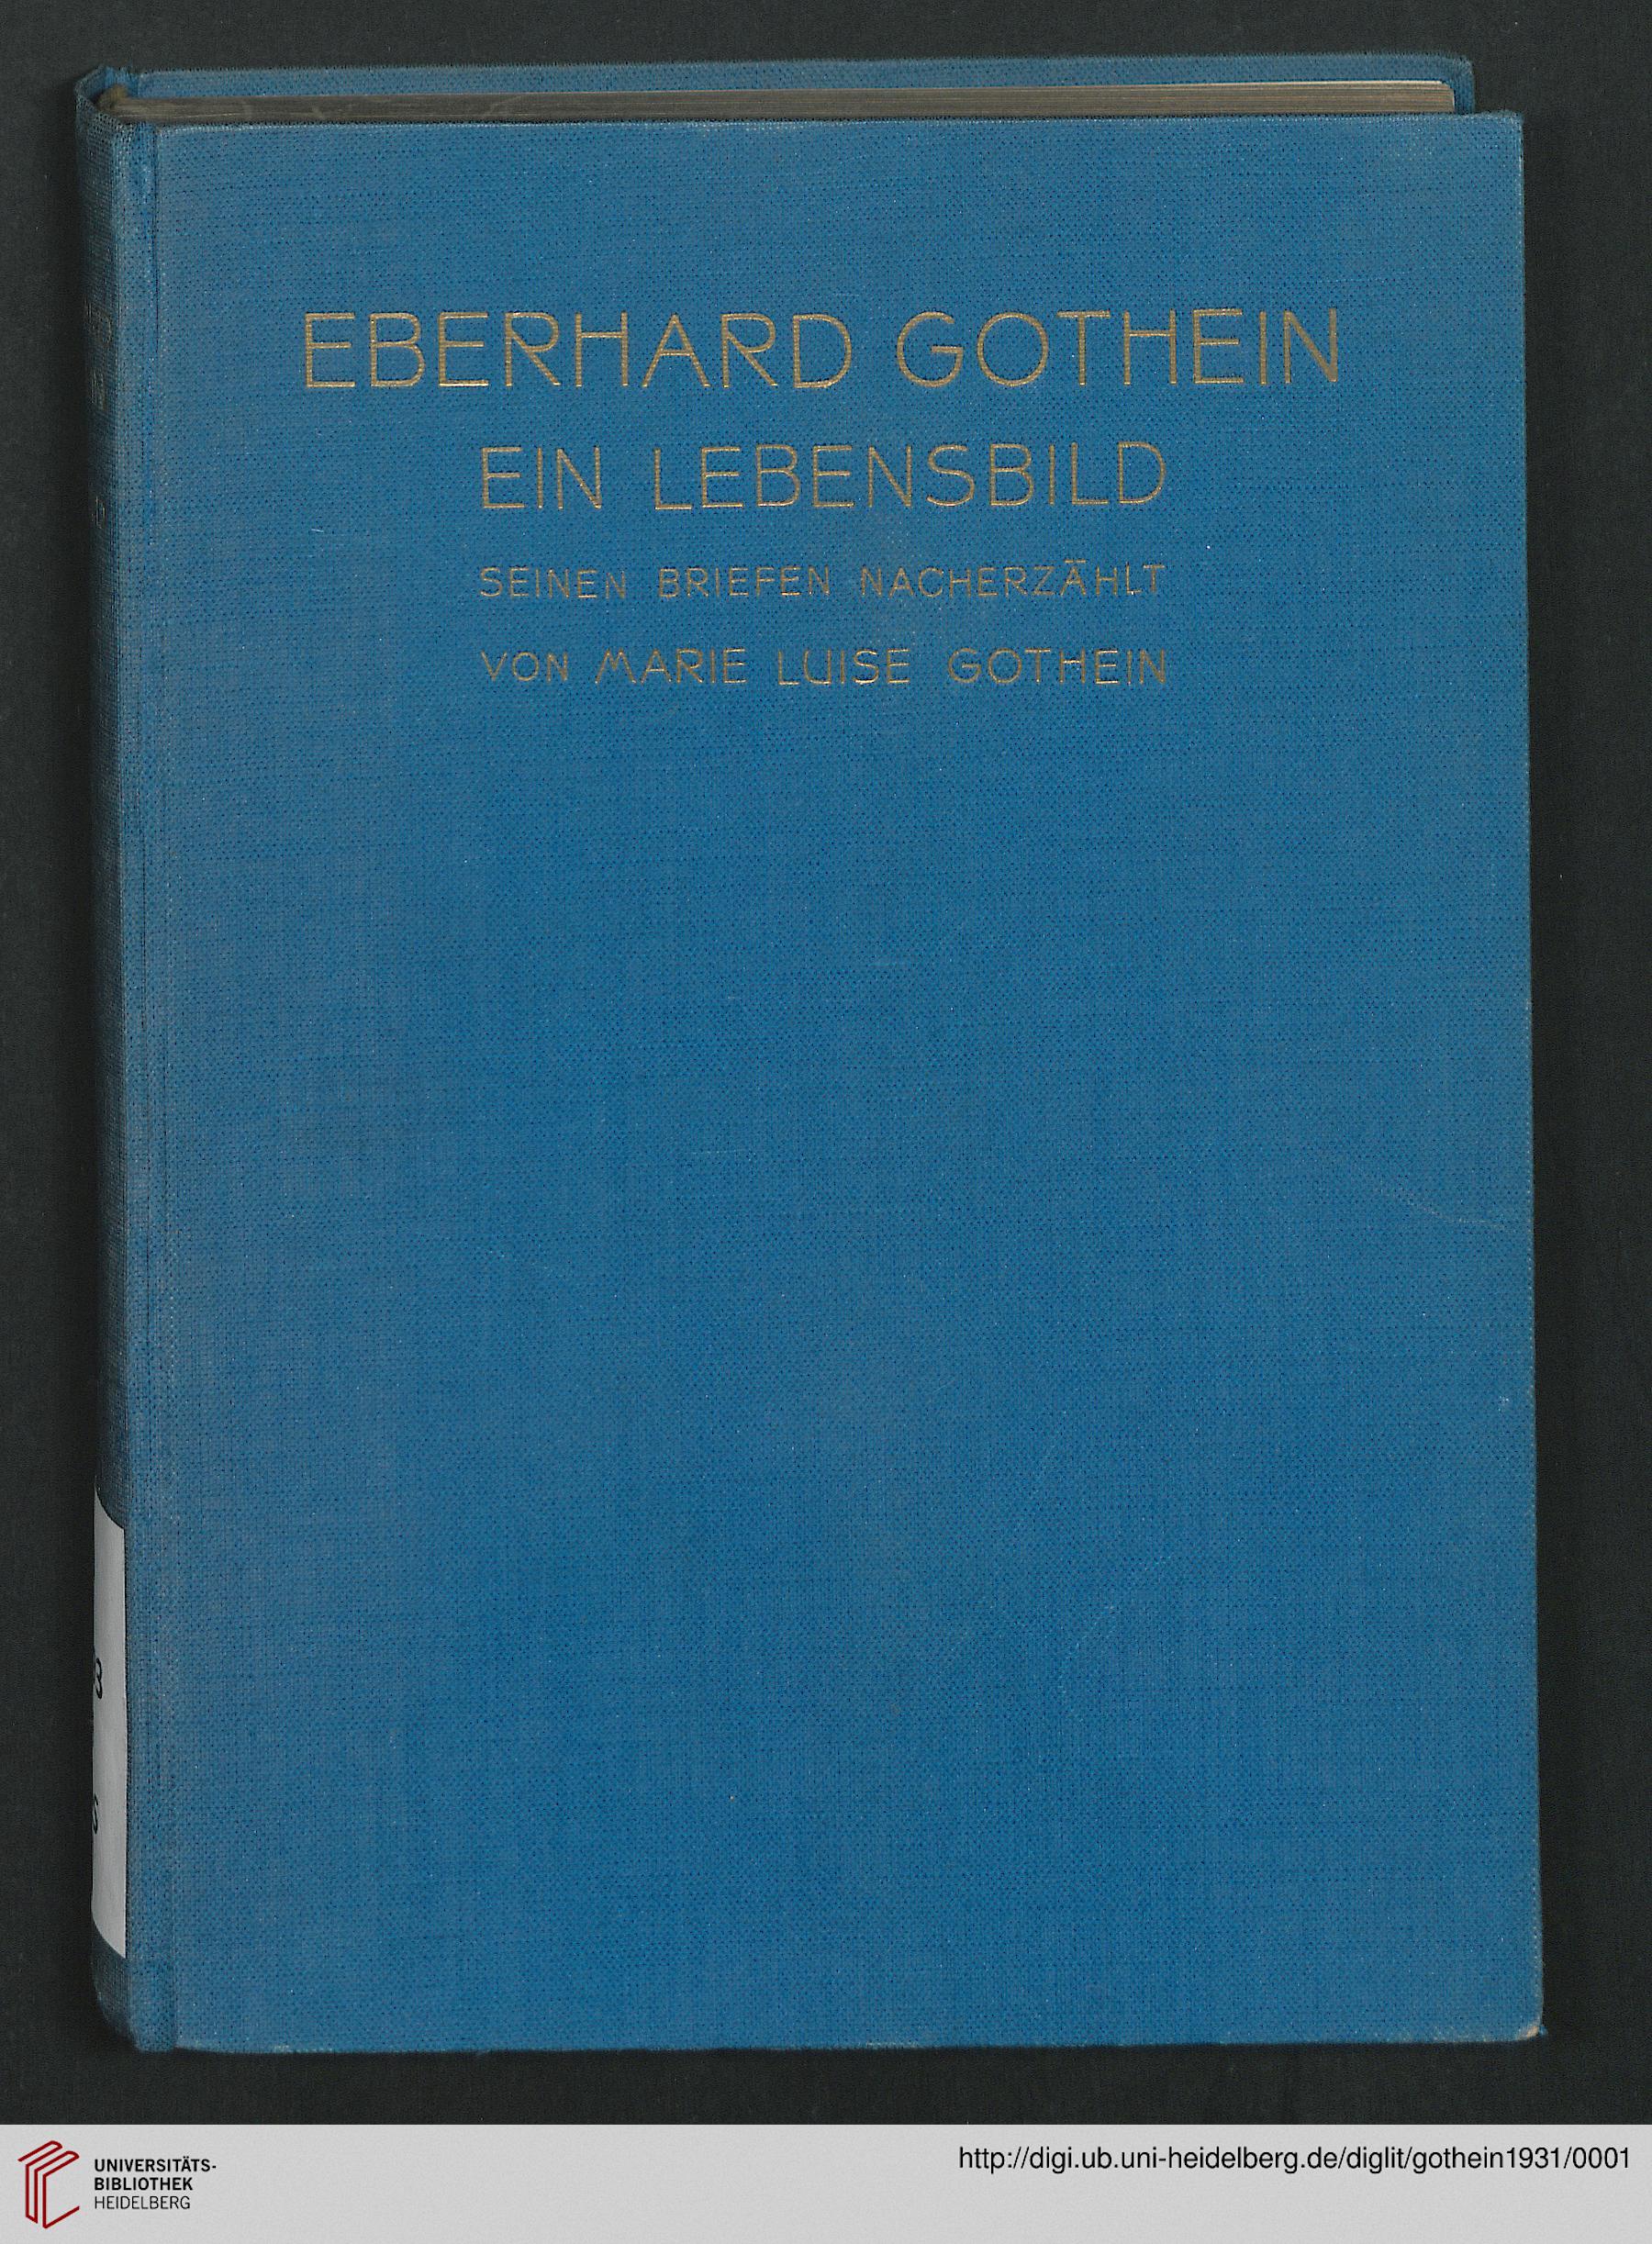 EBERHARD GOTHEIN
EIN LEBENSBILD
SEINEN BRIEFEN NACHERZÄHLT
VON MARIE LUISE GOTHEIN
UNIVERSITÄTS-
BIBLIOTHEK
HEIDELBERG
http://digi.ub.uni-heidelberg.de/diglit/gothein1931/0001